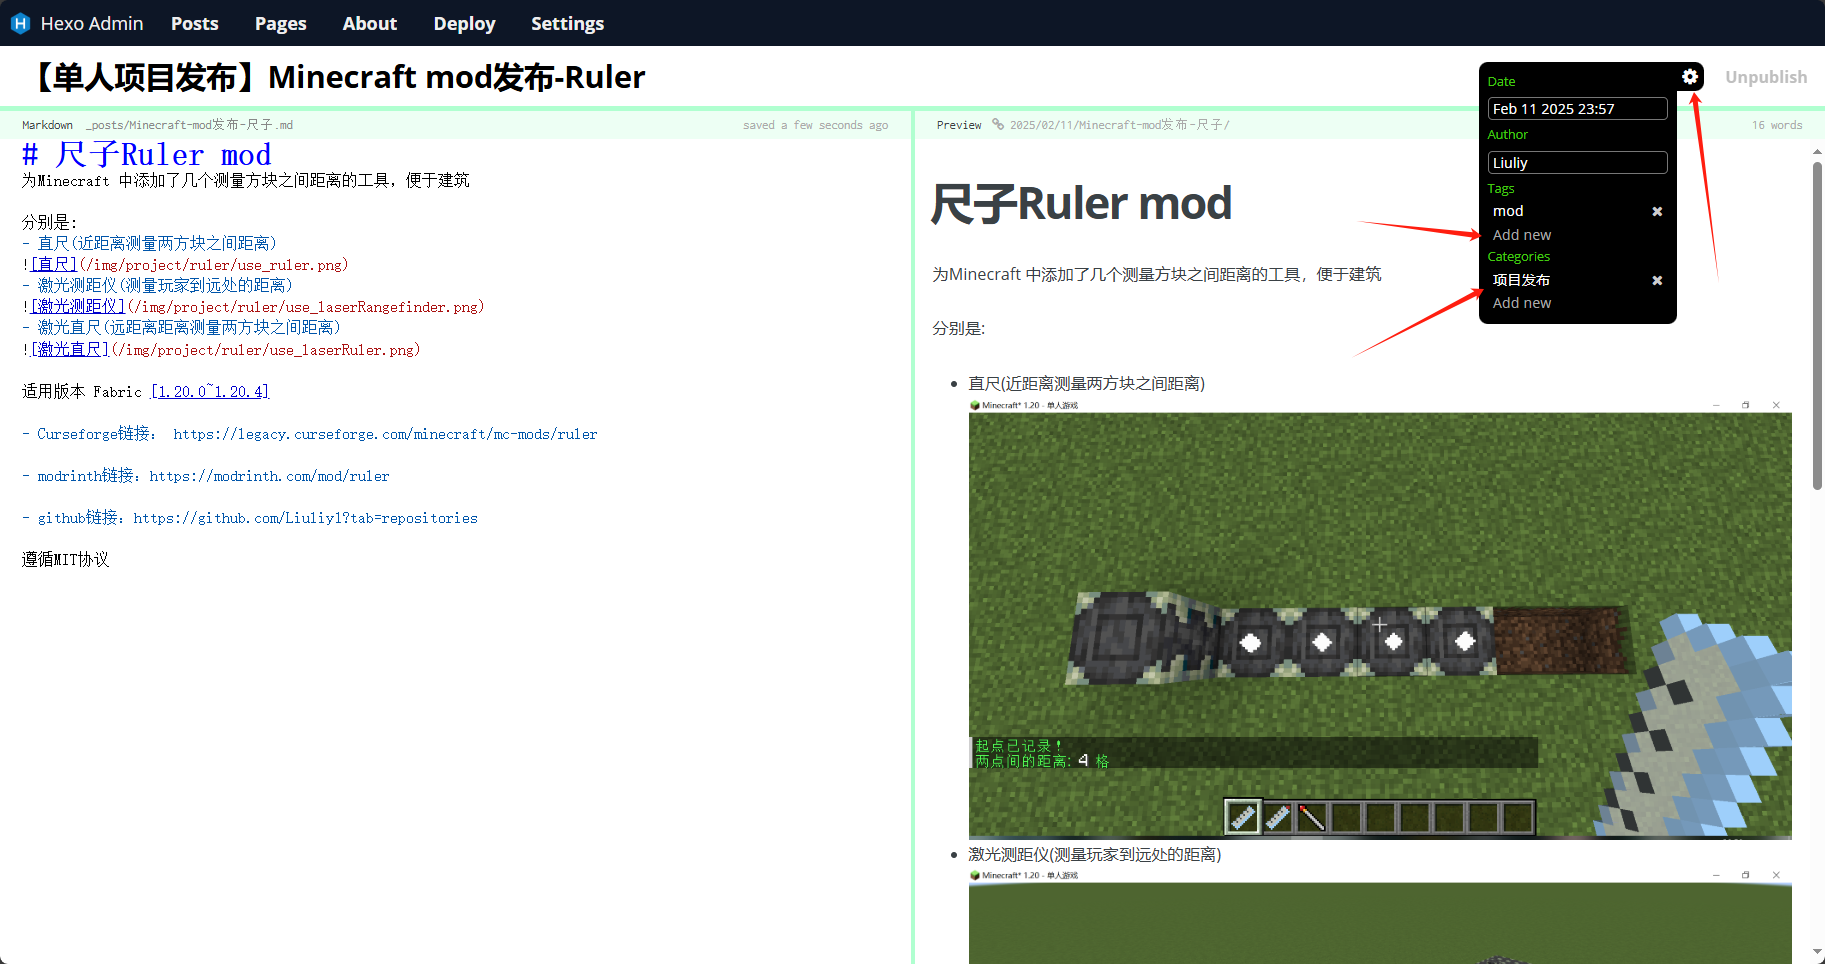 Hexo Admin Posts Pages About Deploy Settings
【单人项目发布】Minecraft mod发布-Ruler
Unpublish
Markdown _posts/Minecraft-mod发布-尺子.md saved a few seconds ago
# 尺子Ruler mod
为Minecraft 中添加了几个测量方块之间距离的工具，便于建筑
分别是:
- 直尺(近距离测量两方块之间距离)
![直尺](/img/project/ruler/use_ruler.png)
- 激光测距仪(测量玩家到远处的距离)
![激光测距仪](/img/project/ruler/use_laserRangefinder.png)
- 激光直尺(远距离距离测量两方块之间距离)
![激光直尺](/img/project/ruler/use_laserRuler.png)
适用版本 Fabric [1.20.0~1.20.4]
- Curseforge链接： https://legacy.curseforge.com/minecraft/mc-mods/ruler
- modrinth链接：https://modrinth.com/mod/ruler
- github链接：https://github.com/Liuliy1?tab=repositories
遵循MIT协议
Preview 2025/02/11/Minecraft-mod发布-尺子/ 16 words
Date
Feb 11 2025 23:57
Author
Liuliy
Tags
mod
Add new
Categories
项目发布
Add new
尺子Ruler mod
为Minecraft 中添加了几个测量方块之间距离的工具，便于建筑
分别是:
直尺(近距离测量两方块之间距离)
Minecraft* 1.20 - 单人游戏
起点已记录！
两点间的距离: 4 格
激光测距仪(测量玩家到远处的距离)
Minecraft* 1.20 - 单人游戏